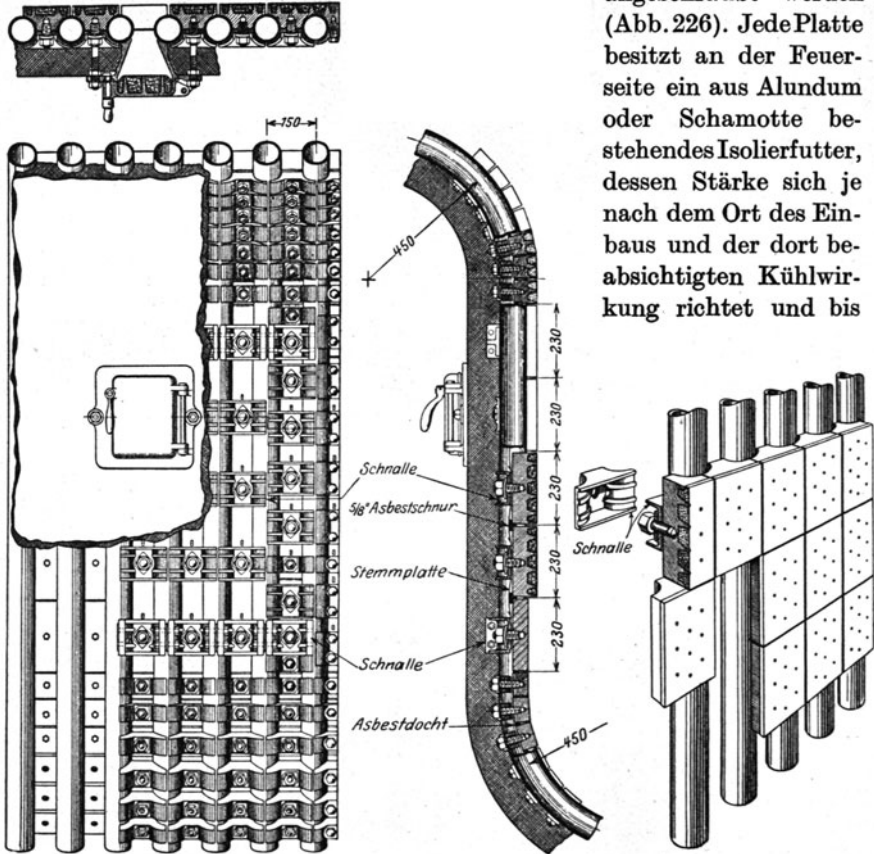 werden
(Abb. 226). Jede Platte
besitzt an der Feuer-
seite ein aus Alundum
oder Schamotte be-
stehendes Isolierfutter,
dessen Stärke sich je
nach dem Ort des Ein-
baus und der dort be-
absichtigten Kühlwir-
kung richtet und bis
150
450
230
230
230
230
230
450
Schnalle
5/8" Asbestschnur
Stemmplatte
Schnalle
Asbestdocht
Schnalle